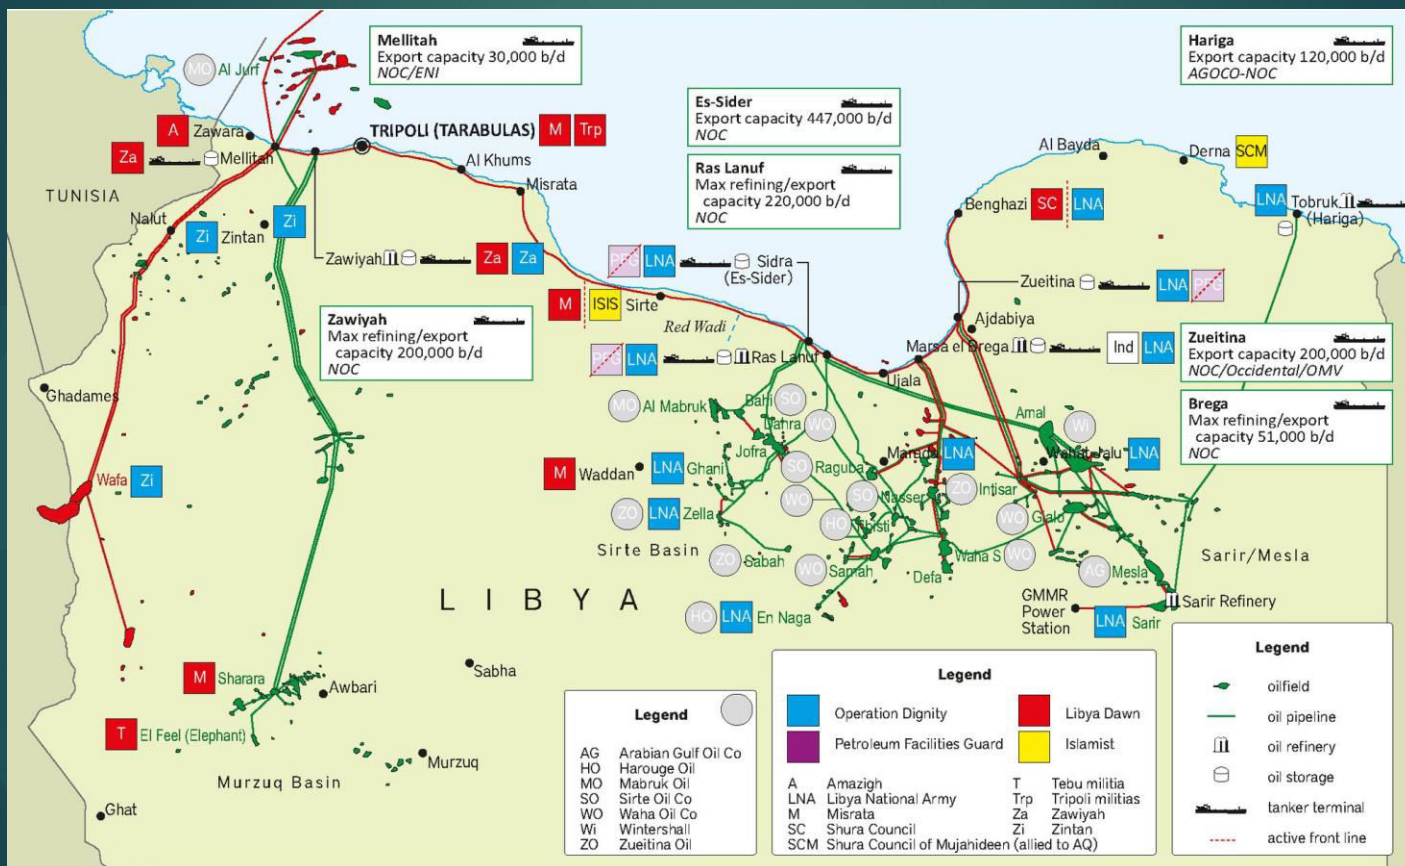 Mellitah
Export capacity 30,000 b/d
NOC/ENI
Hariga
Export capacity 120,000 b/d
AGOCO-NOC
Es-Sider
Export capacity 447,000 b/d
NOC
Ras Lanuf
Max refining/export
capacity 220,000 b/d
NOC
MO Al Jurf
A Zawara
TRIPOLI (TARABULAS) M Trp
Za Mellitah
Al Khums
Misrata
TUNISIA
Nalut
Zi Zintan Zi
Zawiyah Za Za
Al Bayda
Derna SCM
Benghazi SC LNA
LNA Tobruk
(Hariga)
PFG LNA Sidra
(Es-Sider)
Zueitina LNA PFG
M ISIS Sirte
Red Wadi
Ajdabiya
PFG LNA Ras Lanuf
Marsa el Brega Ind LNA
Ujala
Zawiyah
Max refining/export
capacity 200,000 b/d
NOC
Zueitina
Export capacity 200,000 b/d
NOC/Occidental/OMV
Brega
Max refining/export
capacity 51,000 b/d
NOC
Ghadames
MO Al Mabruk
Bahi SO
Dahra WO
Amal Wi
Jofra
Marada LNA
Waha Jalu LNA
Wafa Zi
M Waddan LNA Ghani
SO Raguba
ZO Intisar
WO
SO Nasser
ZO LNA Zella
HO Tibisti
WO Gialo
Sirte Basin
ZO Sabah
WO Samah
Defa
Waha S WO
AG Mesla
Sarir/Mesla
LIBYA
HO LNA En Naga
GMMR
Power
Station
LNA Sarir
Sarir Refinery
M Sharara
Awbari
Sabha
T El Feel (Elephant)
Murzuq
Murzuq Basin
Ghat
Legend
AG Arabian Gulf Oil Co
HO Harouge Oil
MO Mabruk Oil
SO Sirte Oil Co
WO Waha Oil Co
Wi Wintershall
ZO Zueitina Oil
Legend
Operation Dignity
Libya Dawn
Petroleum Facilities Guard
Islamist
A Amazigh
LNA Libya National Army
M Misrata
SC Shura Council
SCM Shura Council of Mujahideen (allied to AQ)
T Tebu militia
Trp Tripoli militias
Za Zawiyah
Zi Zintan
Legend
oilfield
oil pipeline
oil refinery
oil storage
tanker terminal
active front line